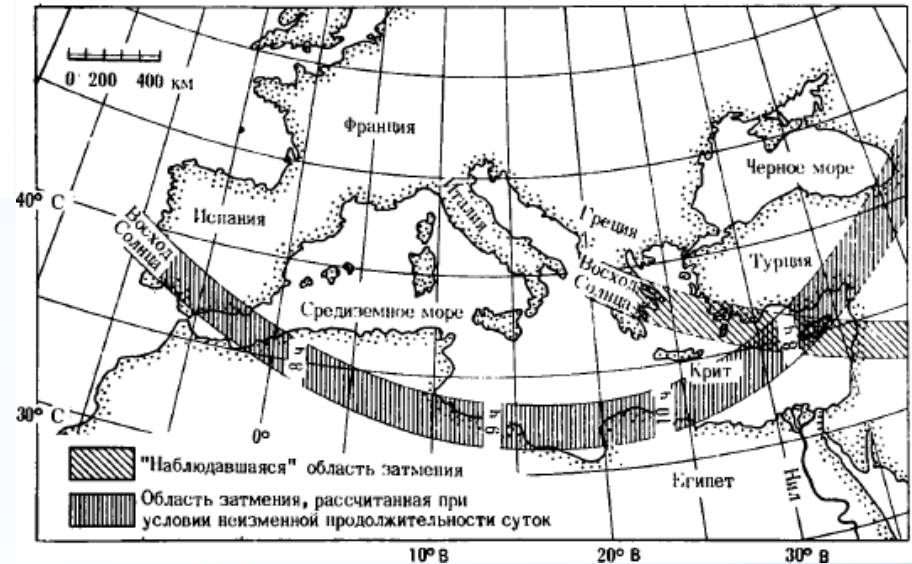 0 200 400 км
Франция
Черное море
40° С
Испания
Италия
Греция
Восход
Солнца
Восход
Солнца
Турция
Средиземное море
8 ч
8 ч
Крит
30° С
0°
9 ч
10 ч
"Наблюдавшаяся" область затмения
Египет
Нил
Область затмения, рассчитанная при
условии неизменной продолжительности суток
10° В
20° В
30° В